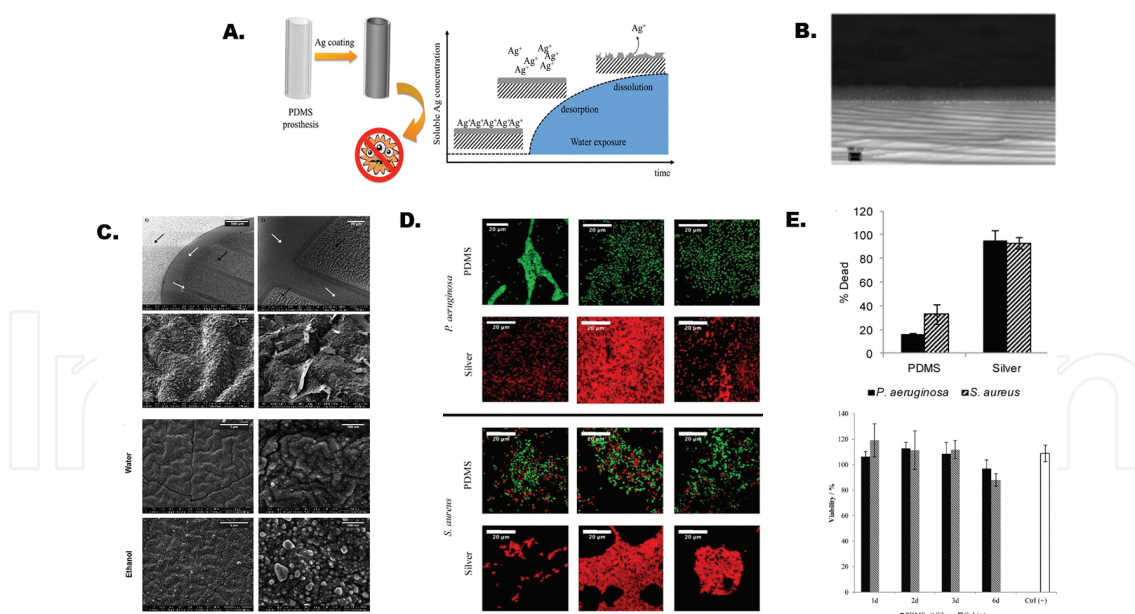 A.
Ag coating
PDMS
prosthesis
Soluble Ag concentration
Ag⁺Ag⁺Ag⁺Ag⁺Ag⁺
Ag⁺
Ag⁺
Ag⁺
Ag⁺ Ag⁺
Ag⁺
Ag⁺
desorption
dissolution
Water exposure
time
B.
C.
Water
Ethanol
D.
P. aeruginosa
PDMS
20 µm
20 µm
20 µm
Silver
20 µm
20 µm
20 µm
S. aureus
PDMS
20 µm
20 µm
20 µm
Silver
20 µm
20 µm
20 µm
E.
% Dead
120
100
80
60
40
20
0
PDMS Silver
P. aeruginosa S. aureus
Viability / %
140
120
100
80
60
40
20
0
1d 2d 3d 6d Ctrl (+)